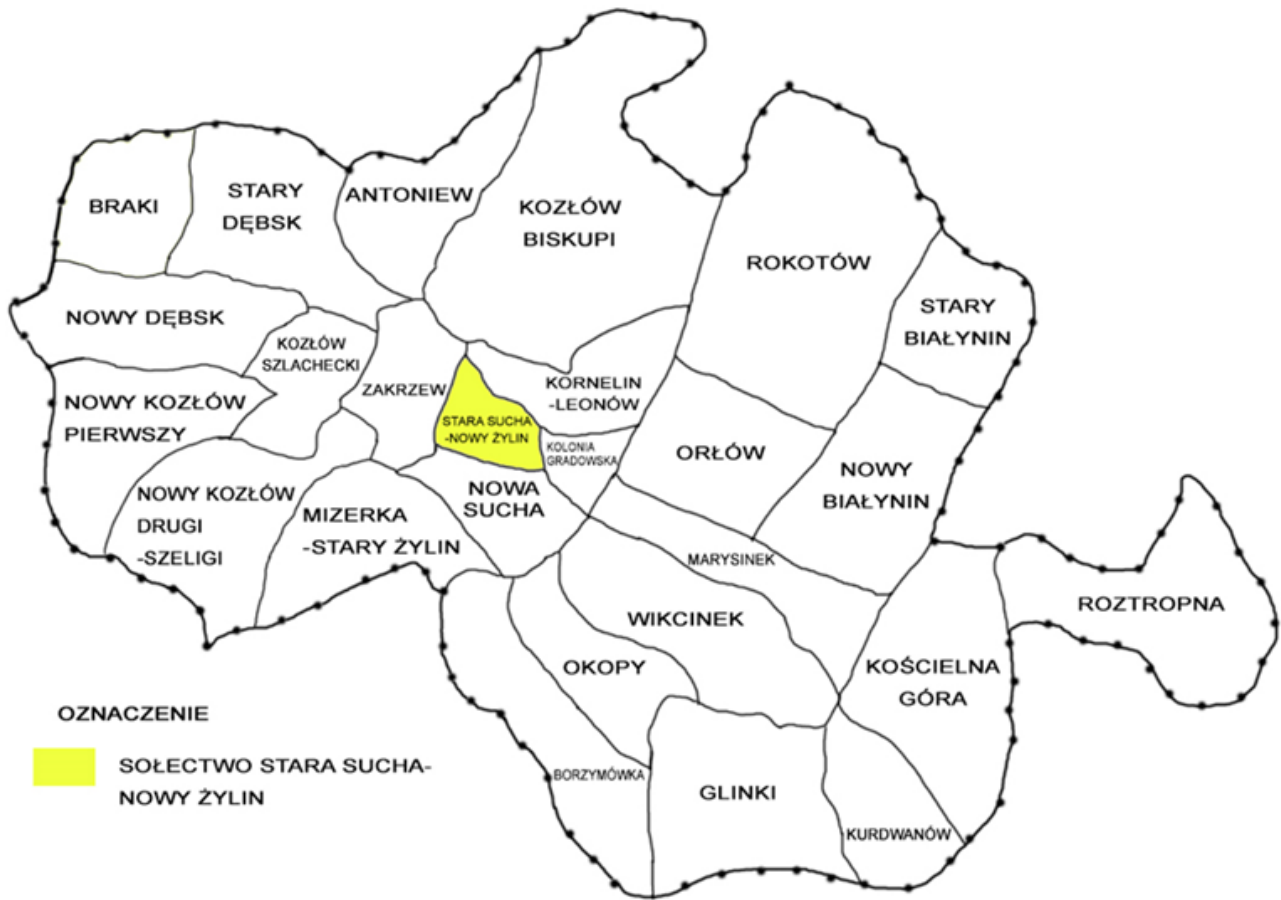 BRAKI
STARY
DĘBSK
ANTONIEW
KOZŁÓW
BISKUPI
ROKOTÓW
STARY
BIAŁYNIN
NOWY DĘBSK
KOZŁÓW
SZLACHECKI
ZAKRZEW
KORNELIN
-LEONÓW
NOWY KOZŁÓW
PIERWSZY
STARA SUCHA
-NOWY ŻYLIN
KOLONIA
GRADOWSKA
ORŁÓW
NOWY
BIAŁYNIN
NOWY KOZŁÓW
DRUGI
-SZELIGI
MIZERKA
-STARY ŻYLIN
NOWA
SUCHA
MARYSINEK
WIKCINEK
ROZTROPNA
OKOPY
KOŚCIELNA
GÓRA
BORZYMÓWKA
GLINKI
KURDWANÓW
OZNACZENIE
SOŁECTWO STARA SUCHA-
NOWY ŻYLIN